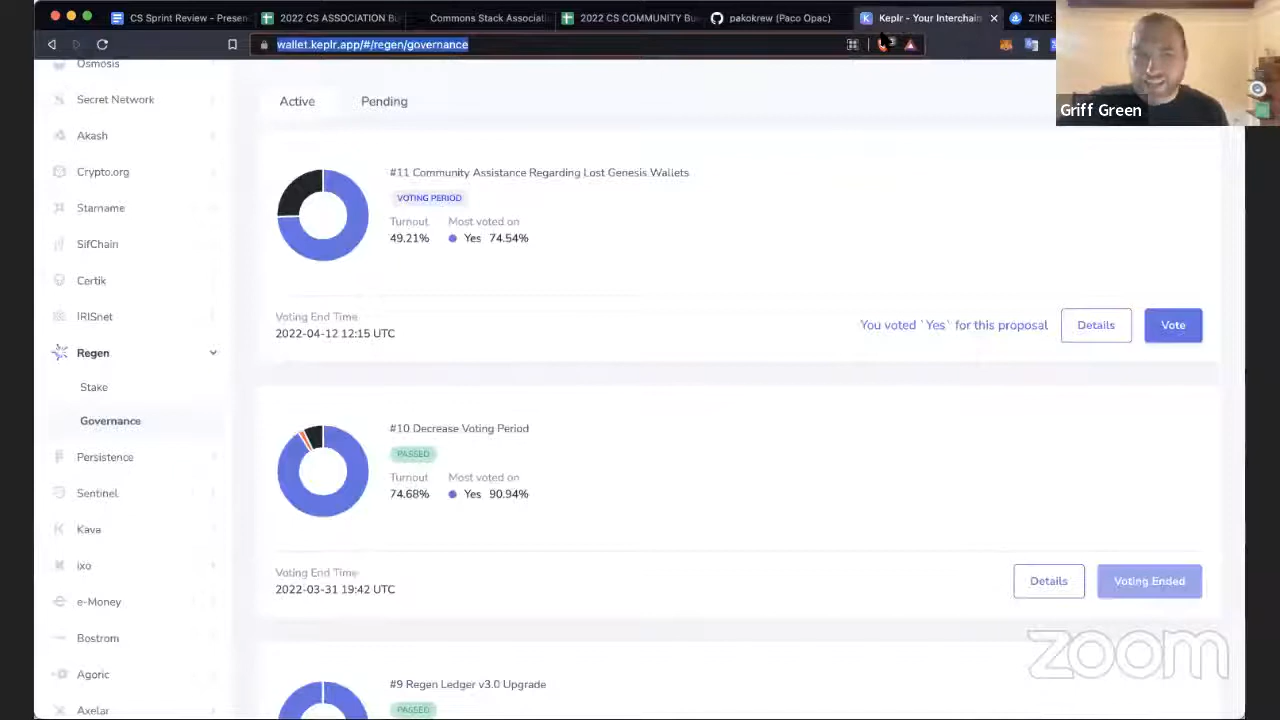 CS Sprint Review - Presen
2022 CS ASSOCIATION Bu
Commons Stack Associati
2022 CS COMMUNITY Bu
pakokrew (Paco Opac)
Keplr - Your Interchain
ZINE:
wallet.keplr.app/#/regen/governance
Griff Green
Osmosis
Secret Network
Akash
Crypto.org
Starname
SifChain
Certik
IRISnet
Regen
Stake
Governance
Persistence
Sentinel
Kava
ixo
e-Money
Bostrom
Agoric
Axelar
Active
Pending
#11 Community Assistance Regarding Lost Genesis Wallets
VOTING PERIOD
Turnout Most voted on
49.21% Yes 74.54%
Voting End Time
2022-04-12 12:15 UTC
You voted `Yes` for this proposal
Details
Vote
#10 Decrease Voting Period
PASSED
Turnout Most voted on
74.68% Yes 90.94%
Voting End Time
2022-03-31 19:42 UTC
Details
Voting Ended
#9 Regen Ledger v3.0 Upgrade
PASSED
zoom